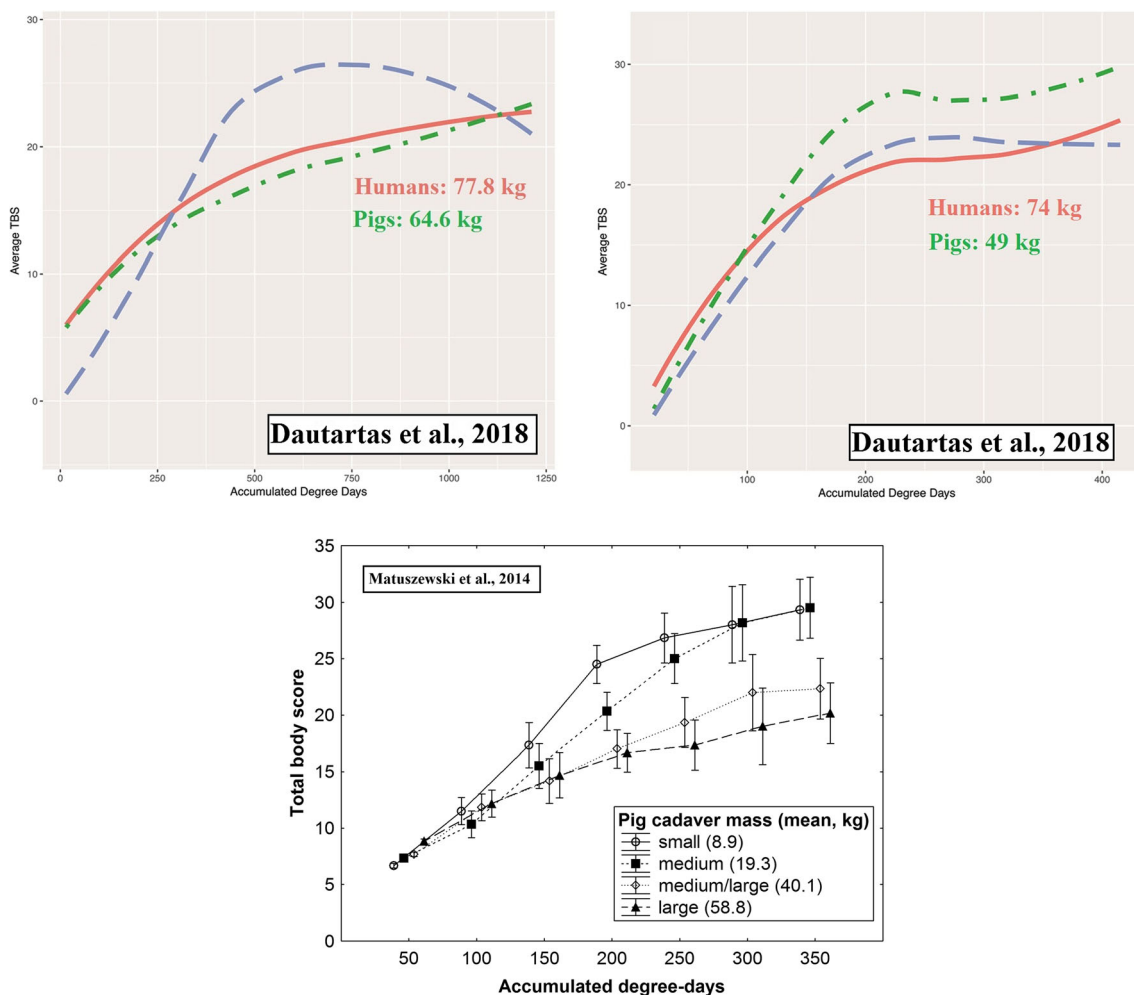 30
20
10
0
Average TBS
Humans: 77.8 kg
Pigs: 64.6 kg
Dautartas et al., 2018
0 250 500 750 1000 1250
Accumulated Degree Days
30
20
10
0
Average TBS
Humans: 74 kg
Pigs: 49 kg
Dautartas et al., 2018
100 200 300 400
Accumulated Degree Days
35
30
25
20
15
10
5
0
Total body score
Matuszewski et al., 2014
Pig cadaver mass (mean, kg)
small (8.9)
medium (19.3)
medium/large (40.1)
large (58.8)
50 100 150 200 250 300 350
Accumulated degree-days